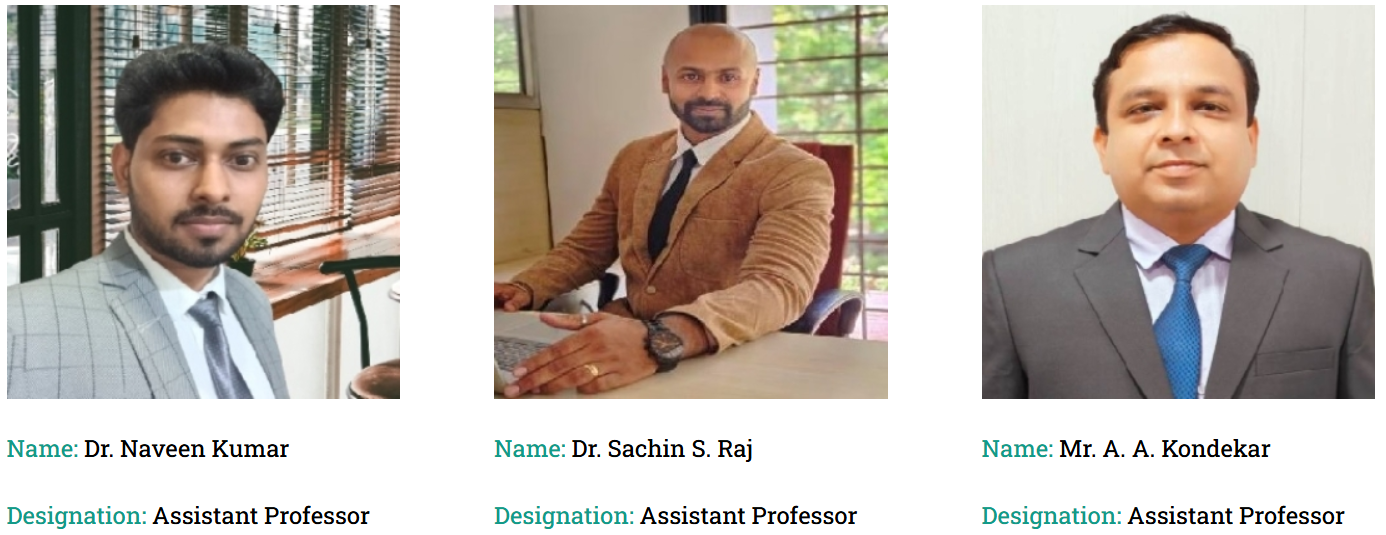 Name: Dr. Naveen Kumar
Designation: Assistant Professor
Name: Dr. Sachin S. Raj
Designation: Assistant Professor
Name: Mr. A. A. Kondekar
Designation: Assistant Professor